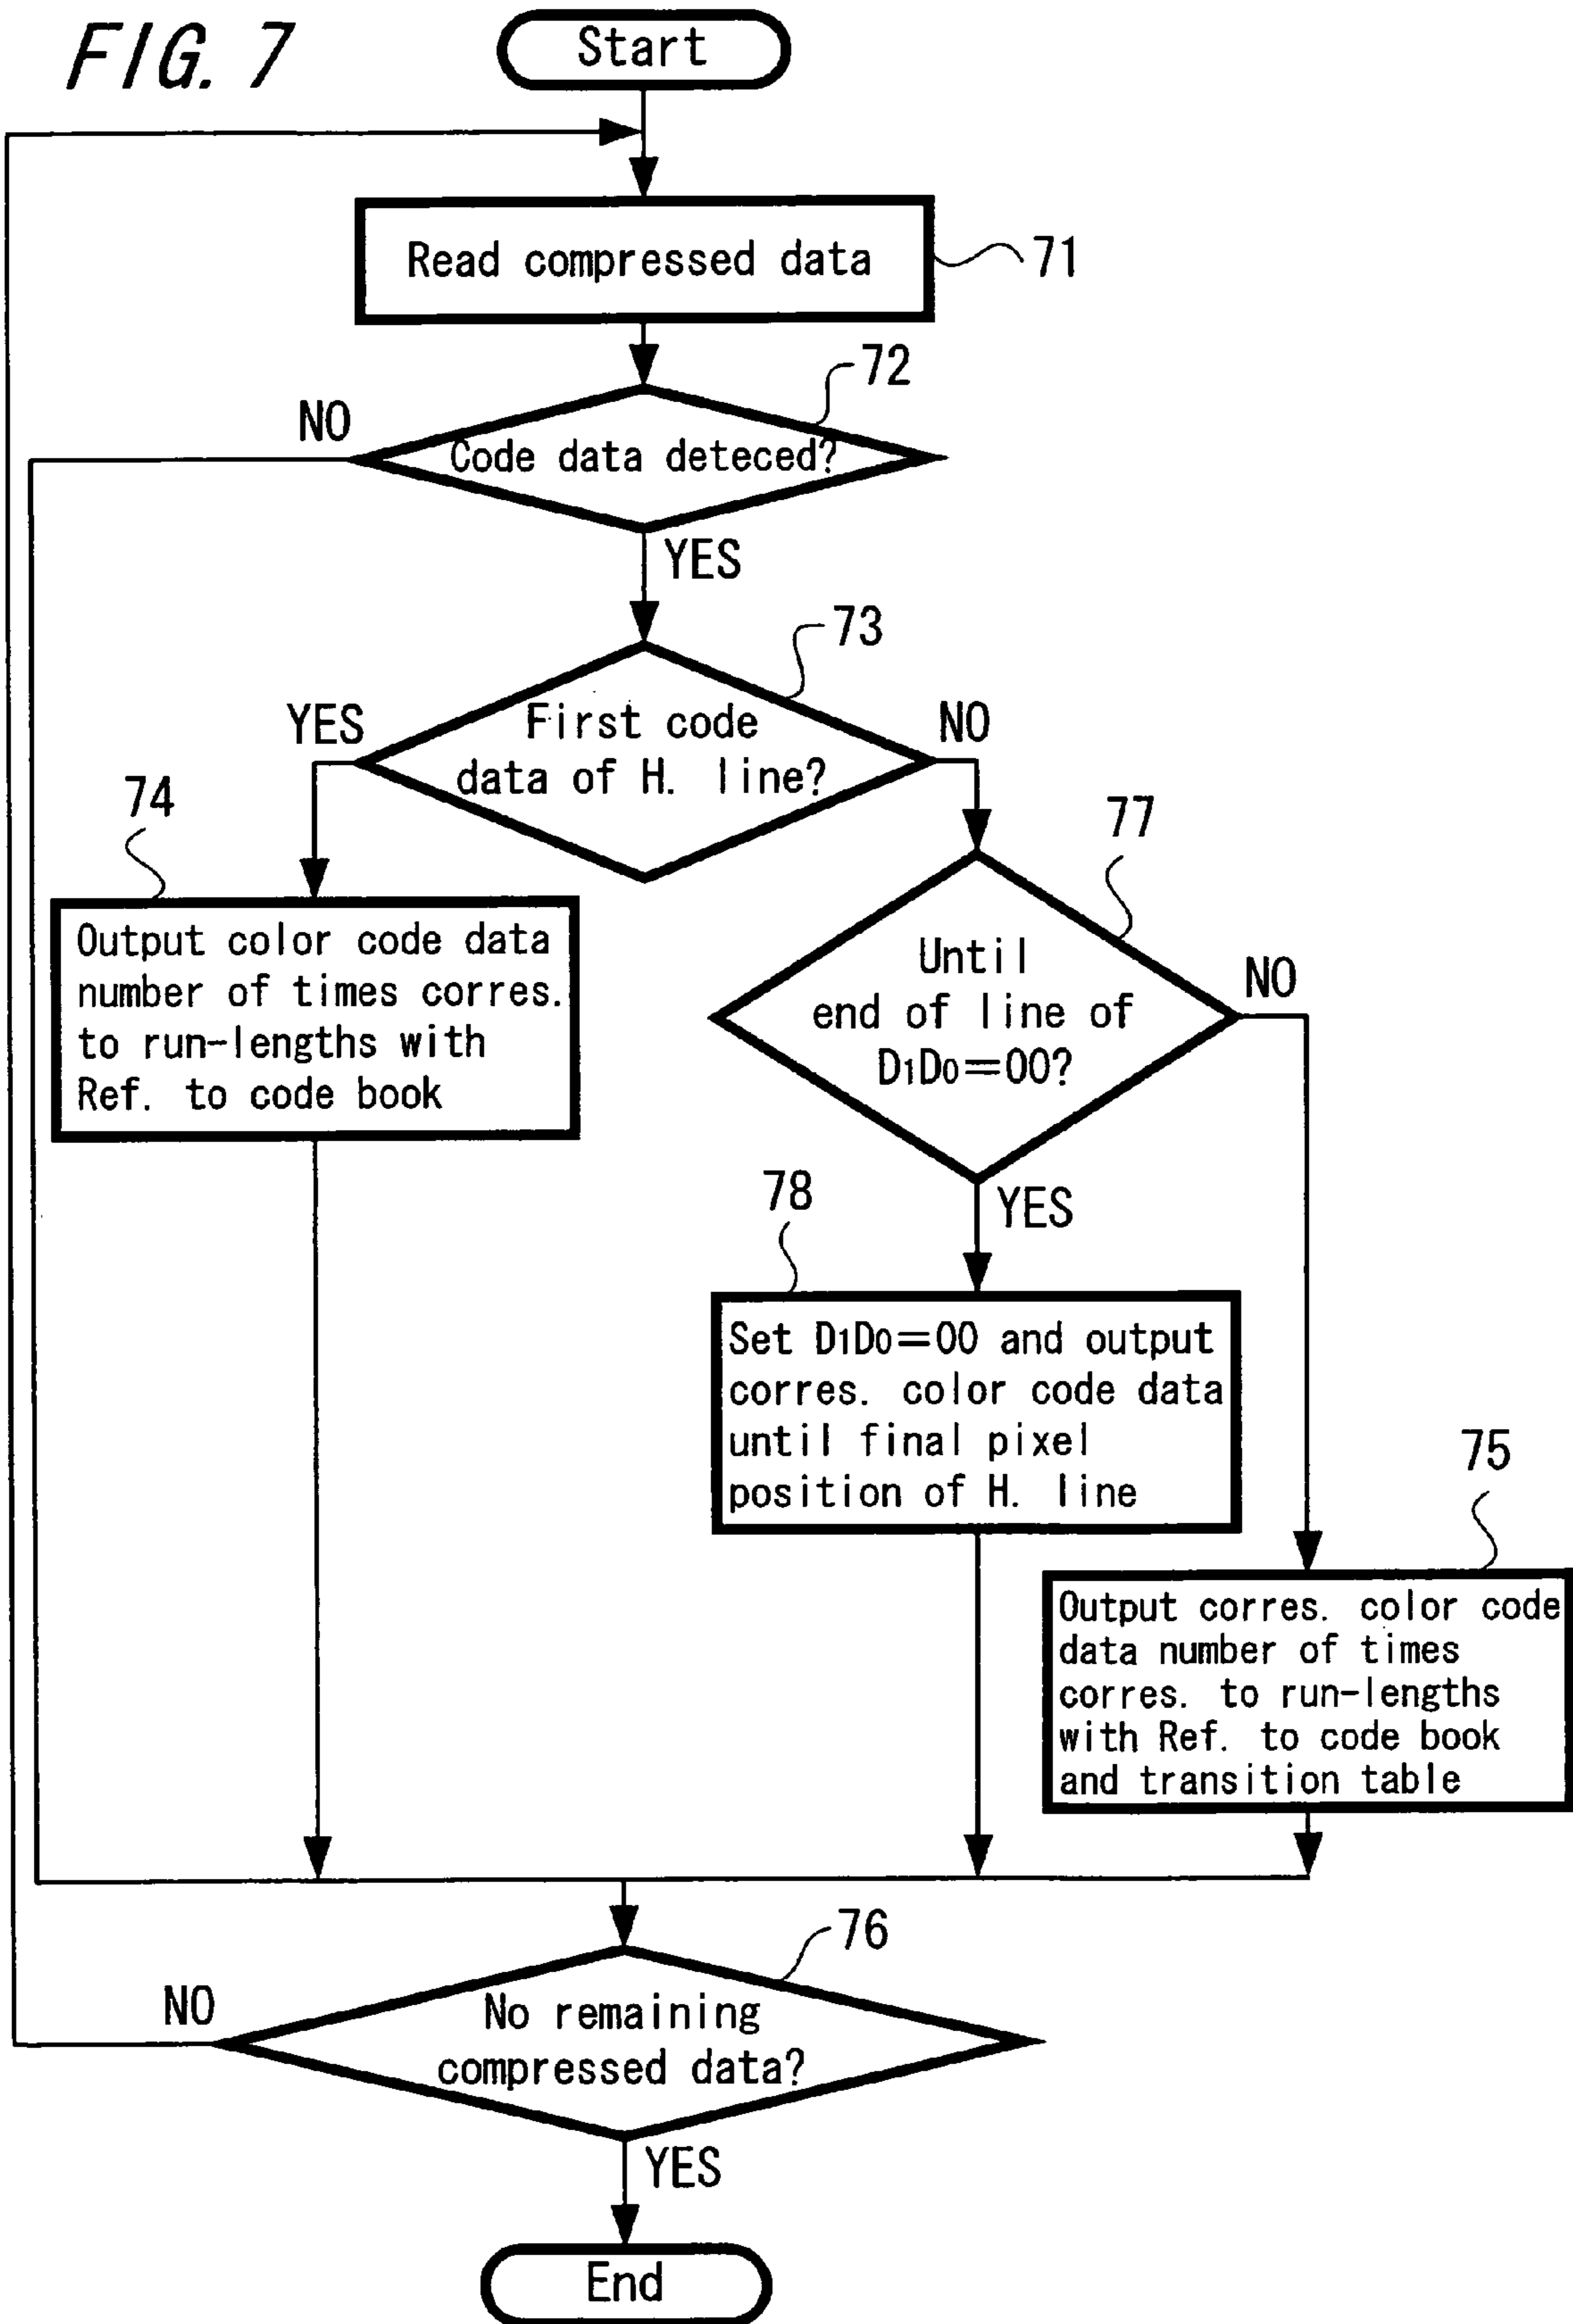 FIG. 7
Start
Read compressed data
71
72
NO
Code data deteced?
YES
73
YES
First code
data of H. line?
NO
74
Output color code data
number of times corres.
to run-lengths with
Ref. to code book
77
Until
end of line of
D1D0=00?
NO
YES
78
Set D1D0=00 and output
corres. color code data
until final pixel
position of H. line
75
Output corres. color code
data number of times
corres. to run-lengths
with Ref. to code book
and transition table
76
NO
No remaining
compressed data?
YES
End